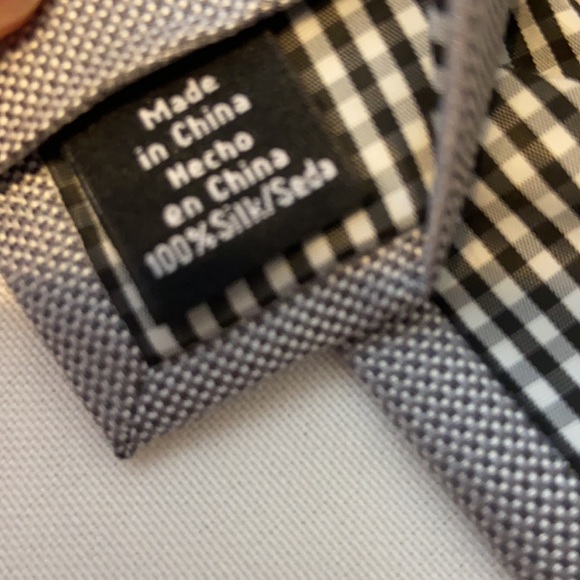 Made
in China
Hecho
en China
100%Silk/Seda